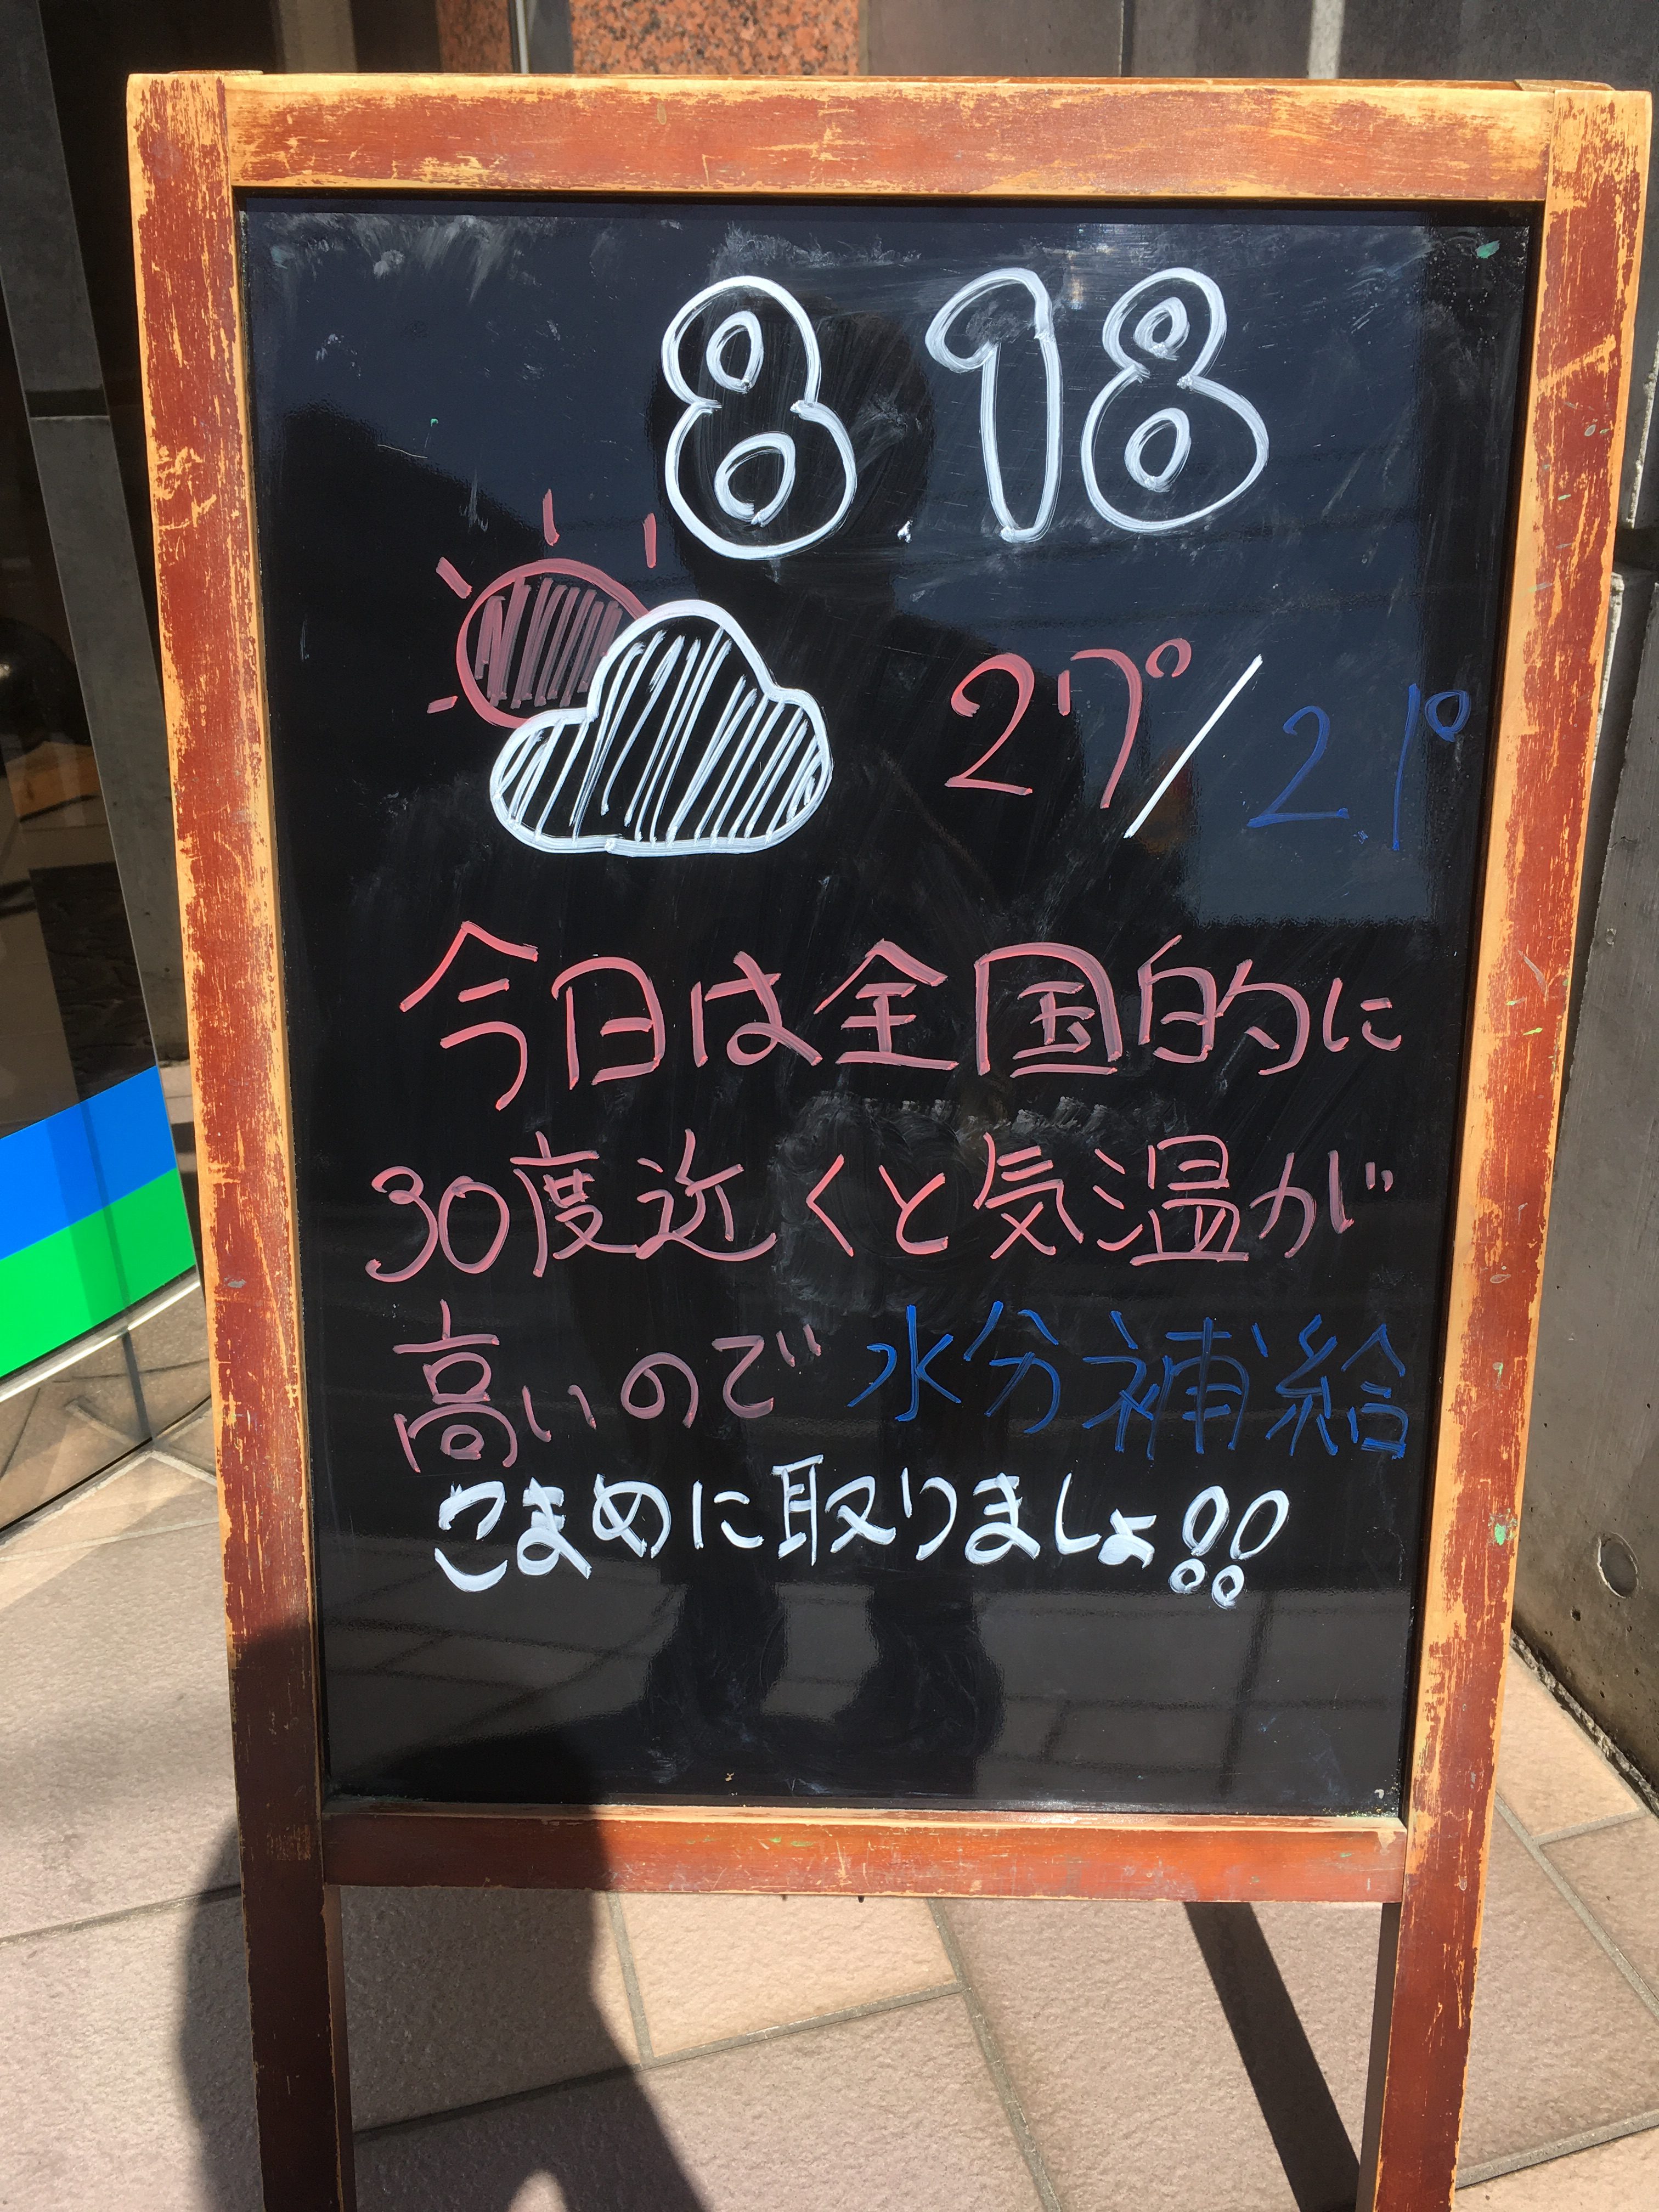 8.18
27°/21°
今日は全国的に
30度近くと気温が
高いので水分補給
こまめに取りましょ!!